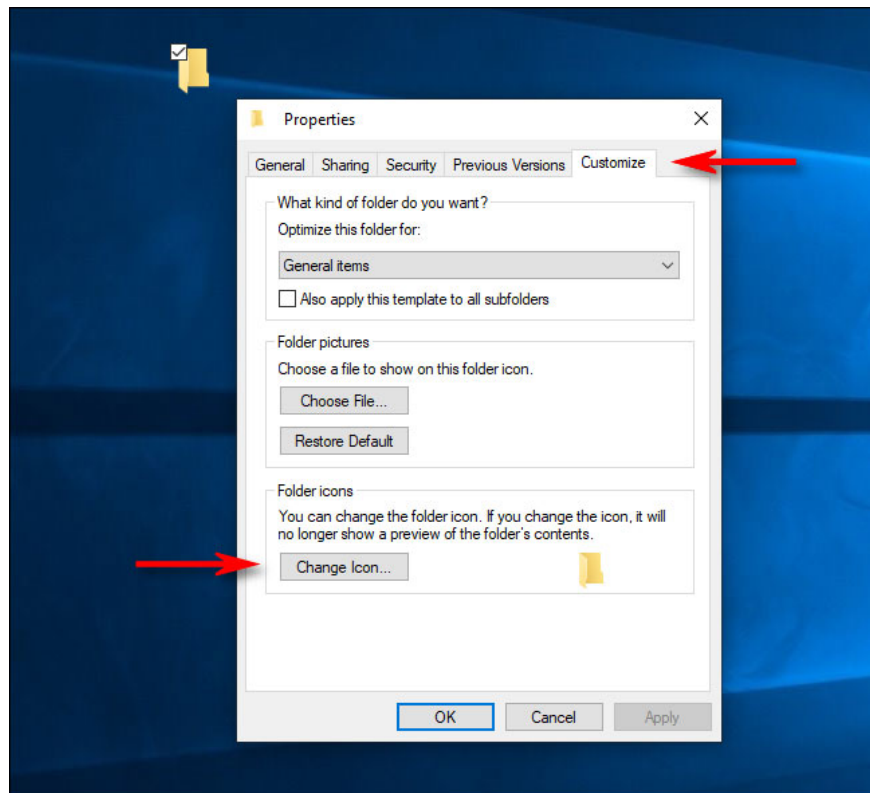 Properties
General Sharing Security Previous Versions Customize
What kind of folder do you want?
Optimize this folder for:
General items
Also apply this template to all subfolders
Folder pictures
Choose a file to show on this folder icon.
Choose File...
Restore Default
Folder icons
You can change the folder icon. If you change the icon, it will
no longer show a preview of the folder's contents.
Change Icon...
OK Cancel Apply